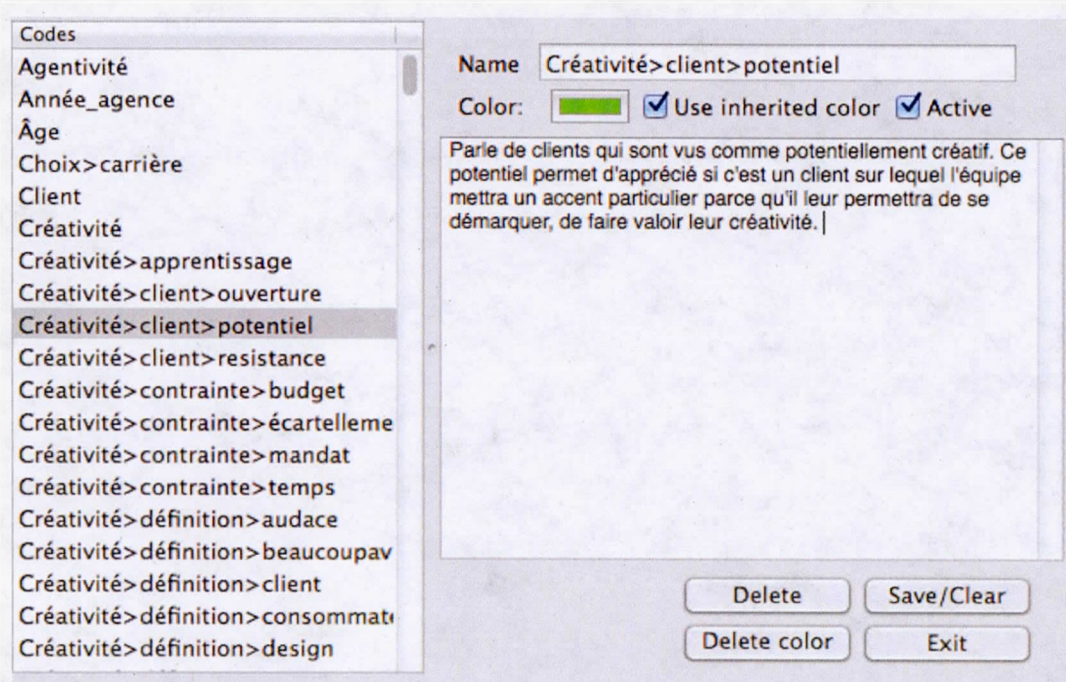 Codes
Agentivité
Année_agence
Âge
Choix>carrière
Client
Créativité
Créativité>apprentissage
Créativité>client>ouverture
Créativité>client>potentiel
Créativité>client>resistance
Créativité>contrainte>budget
Créativité>contrainte>écartelleme
Créativité>contrainte>mandat
Créativité>contrainte>temps
Créativité>définition>audace
Créativité>définition>beaucoupav
Créativité>définition>client
Créativité>définition>consommat
Créativité>définition>design
Name Créativité>client>potentiel
Color: Use inherited color Active
Parle de clients qui sont vus comme potentiellement créatif. Ce
potentiel permet d'apprécié si c'est un client sur lequel l'équipe
mettra un accent particulier parce qu'il leur permettra de se
démarquer, de faire valoir leur créativité.
Delete Save/Clear
Delete color Exit